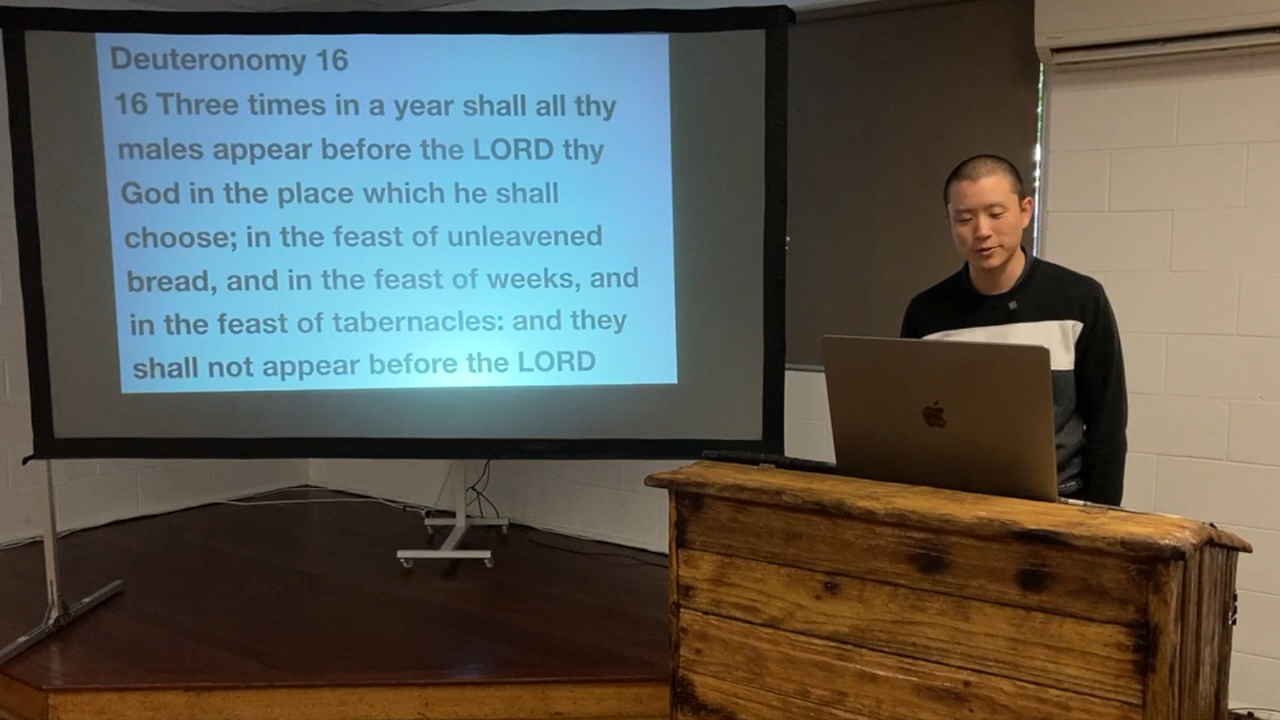 Deuteronomy 16
16 Three times in a year shall all thy
males appear before the LORD thy
God in the place which he shall
choose; in the feast of unleavened
bread, and in the feast of weeks, and
in the feast of tabernacles: and they
shall not appear before the LORD